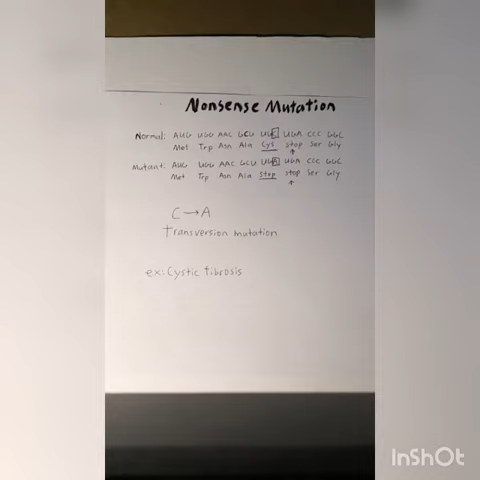 Nonsense Mutation
Normal: AUG UGG AAC GCU UGC UGA CCC GGC
Met Trp Asn Ala Cys stop Ser Gly
Mutant: AUG UGG AAC GCU UGA UGA CCC GGC
Met Trp Asn Ala Stop stop Ser Gly
C → A
Transversion mutation
ex: Cystic fibrosis
InShOt